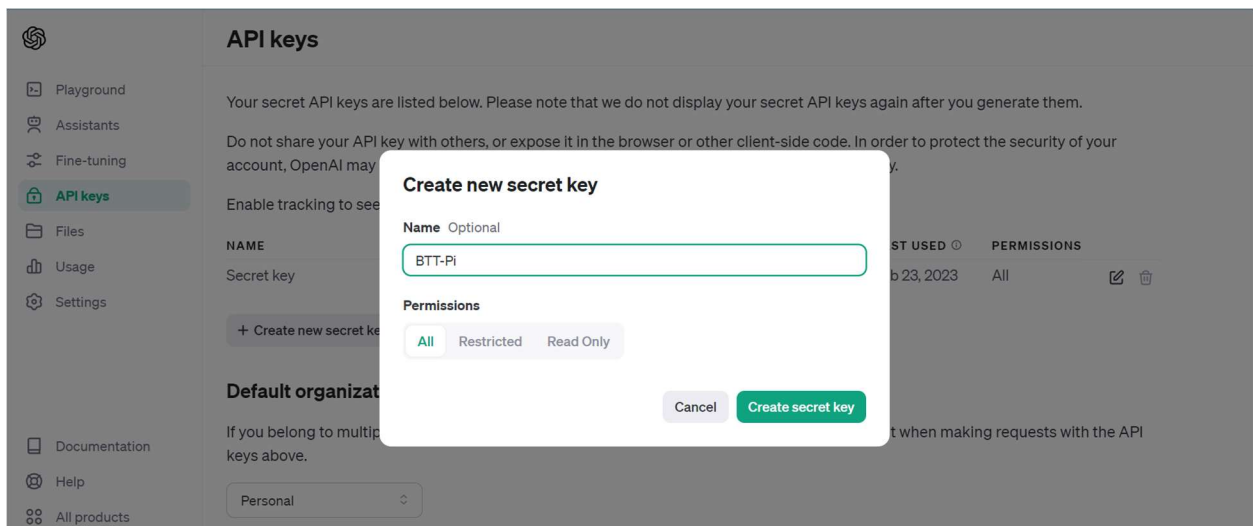 API keys
Playground
Assistants
Fine-tuning
API keys
Files
Usage
Settings
Documentation
Help
All products
Your secret API keys are listed below. Please note that we do not display your secret API keys again after you generate them.
Do not share your API key with others, or expose it in the browser or other client-side code. In order to protect the security of your
account, OpenAI may y.
Enable tracking to see
NAME ST USED PERMISSIONS
Secret key b 23, 2023 All
+ Create new secret ke
Default organizat
If you belong to multip t when making requests with the API
keys above.
Personal
Create new secret key
Name Optional
BTT-Pi
Permissions
All Restricted Read Only
Cancel Create secret key